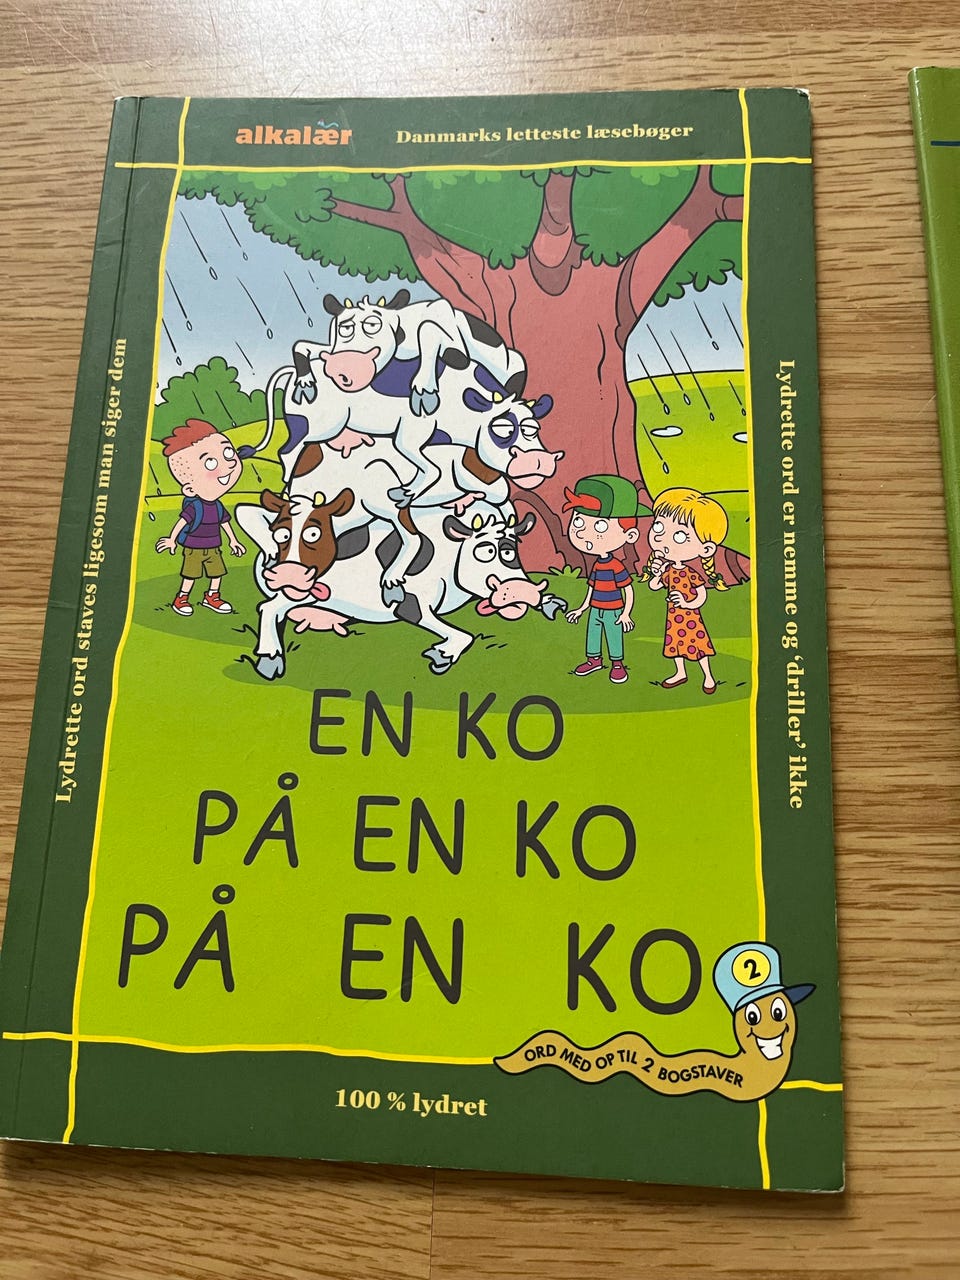 alkalær
Danmarks letteste læsebøger
Lydrette ord staves ligesom man siger dem
Lydrette ord er nemme og 'driller' ikke
EN KO
PÅ EN KO
PÅ EN KO
2
ORD MED OP TIL 2 BOGSTAVER
100 % lydret